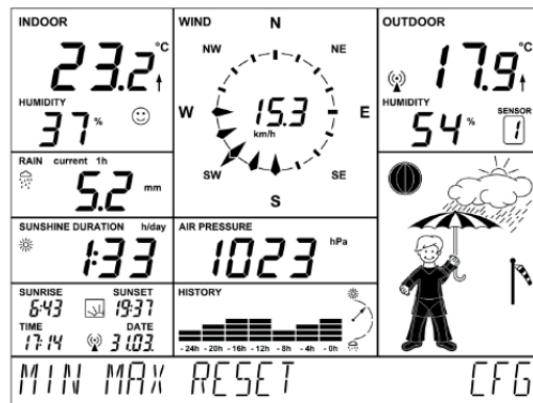 INDOOR
23.2 °C
HUMIDITY
37 %
WIND
N
NW NE
W E
15.3
km/h
SW SE
S
OUTDOOR
17.9 °C
HUMIDITY
54 %
SENSOR
1
RAIN current 1h
5.2 mm
SUNSHINE DURATION h/day
1:33
AIR PRESSURE
1023 hPa
SUNRISE SUNSET
6:43 19:37
TIME DATE
17:14 31.03.
HISTORY
- 24h - 20h - 16h - 12h - 8h - 4h - 0h
MIN MAX RESET CFG